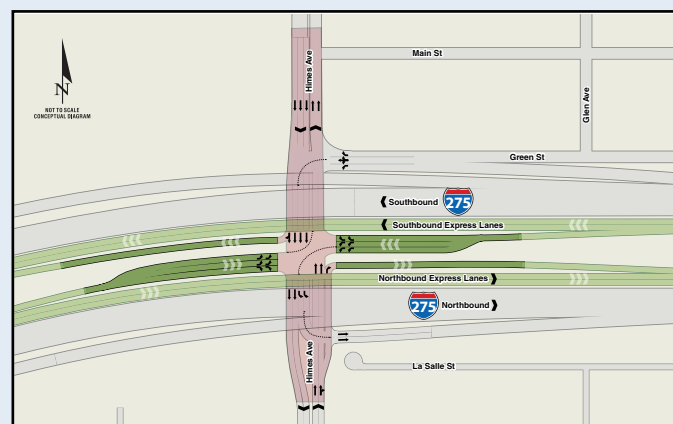 Himes Ave
Main St
N
NOT TO SCALE
CONCEPTUAL DIAGRAM
Glen Ave
Green St
Southbound
275
Southbound Express Lanes
Northbound Express Lanes
275
Northbound
Himes Ave
La Salle St